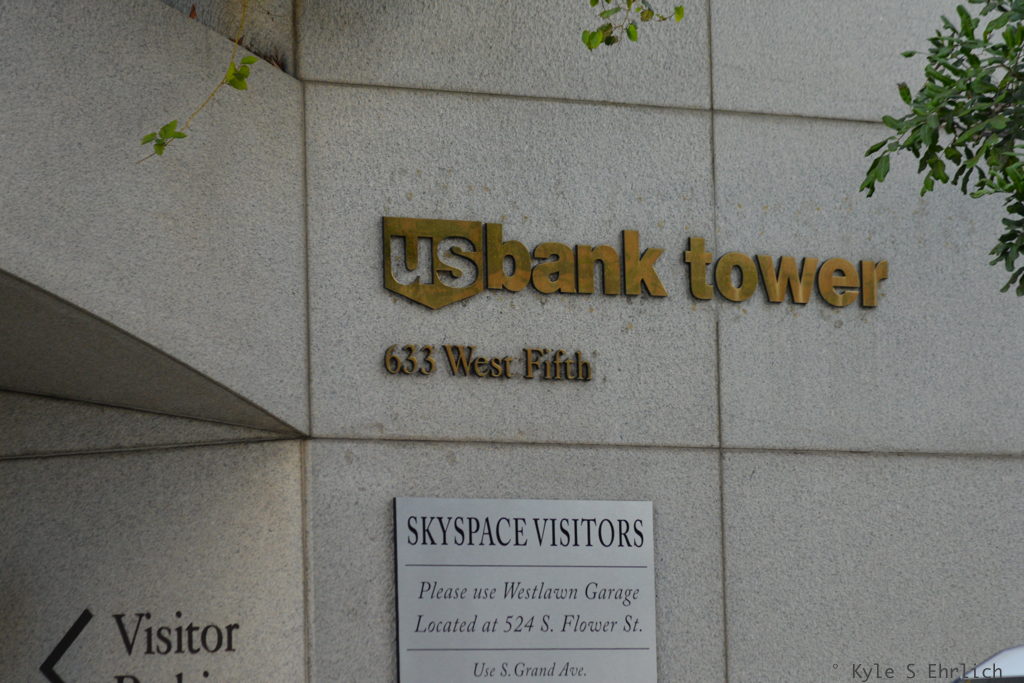 usbank tower
633 West Fifth
SKYSPACE VISITORS
Please use Westlawn Garage
Located at 524 S. Flower St.
Use S. Grand Ave.
Visitor
° Kyle S Ehrlich